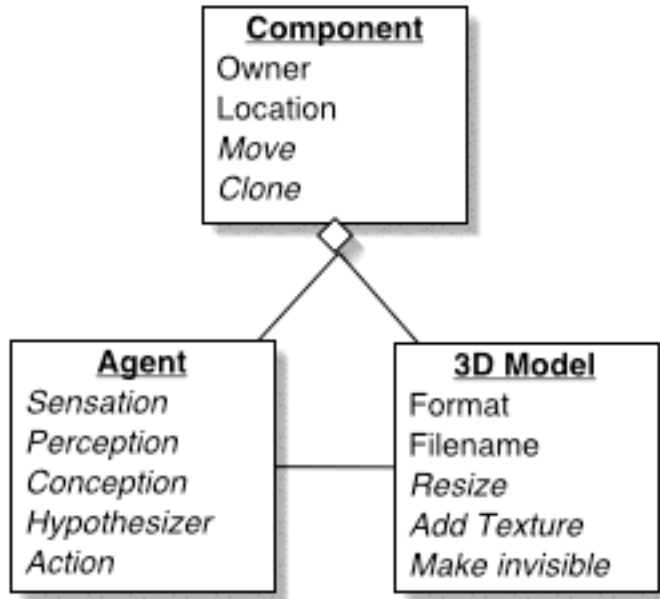 Component
Owner
Location
Move
Clone
Agent
Sensation
Perception
Conception
Hypothesizer
Action
3D Model
Format
Filename
Resize
Add Texture
Make invisible